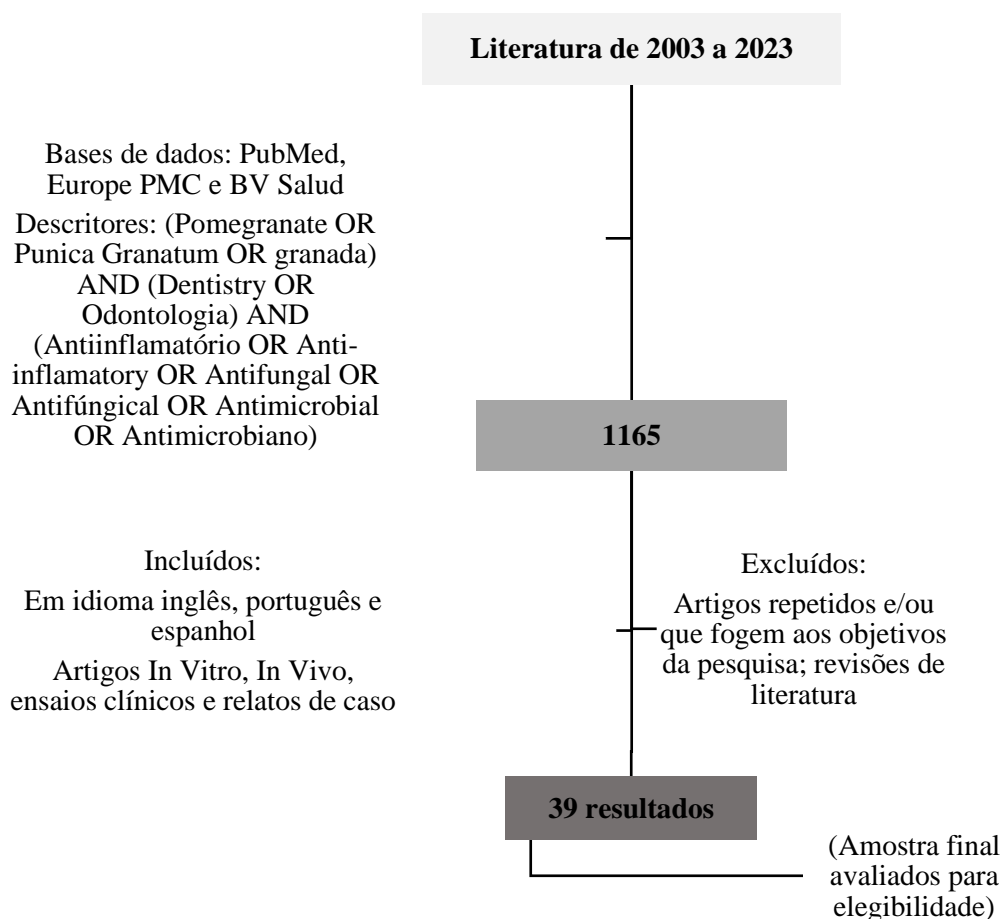 Literatura de 2003 a 2023
Bases de dados: PubMed,
Europe PMC e BV Salud
Descritores: (Pomegranate OR
Punica Granatum OR granada)
AND (Dentistry OR
Odontologia) AND
(Antiinflamatório OR Anti-
inflamatory OR Antifungal OR
Antifúngical OR Antimicrobial
OR Antimicrobiano)
1165
Incluídos:
Em idioma inglês, português e
espanhol
Artigos In Vitro, In Vivo,
ensaios clínicos e relatos de caso
Excluídos:
Artigos repetidos e/ou
que fogem aos objetivos
da pesquisa; revisões de
literatura
39 resultados
(Amostra final
avaliados para
elegibilidade)